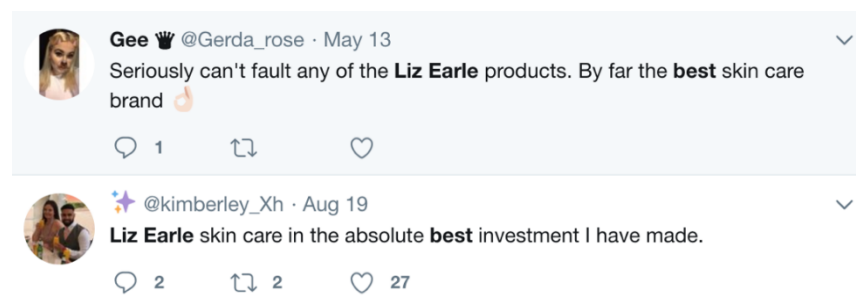 Gee @Gerda_rose · May 13
Seriously can't fault any of the Liz Earle products. By far the best skin care
brand 👌🏻
1
@kimberley_Xh · Aug 19
Liz Earle skin care in the absolute best investment I have made.
2 2 27